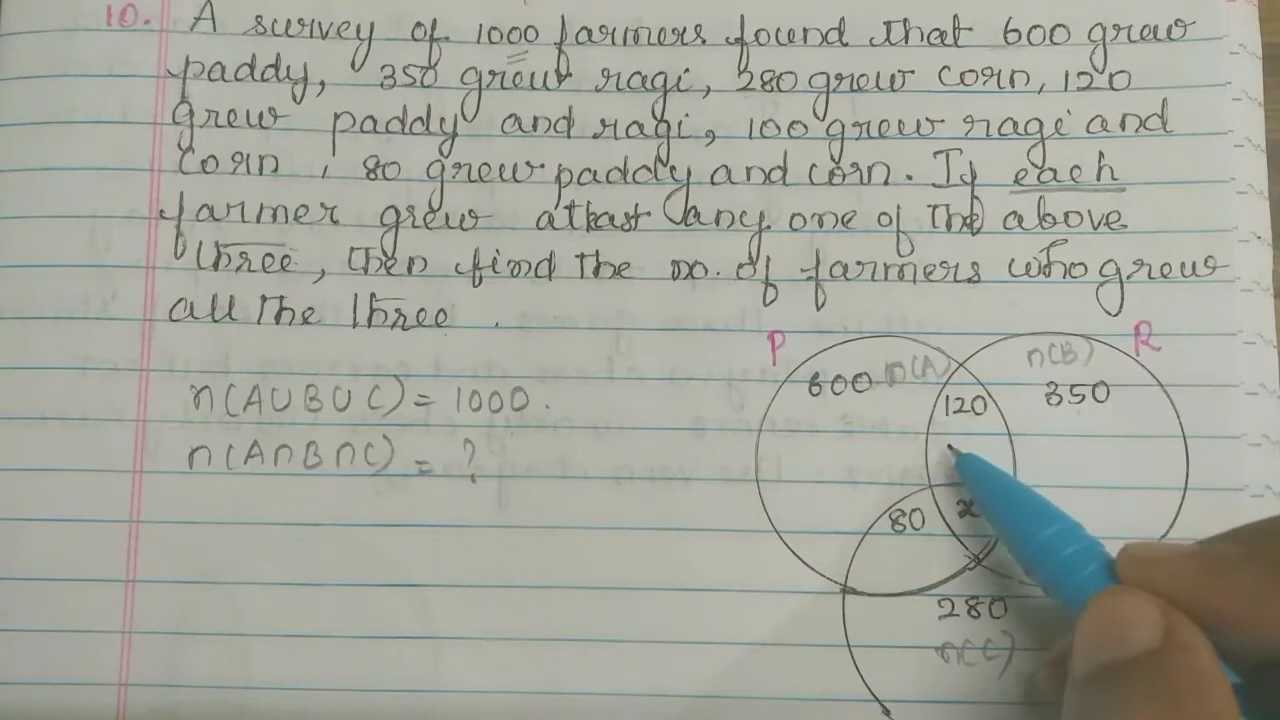 10. A survey of 1000 farmers found that 600 grew
paddy, 350 grew ragi, 280 grew corn, 120
grew paddy and ragi, 100 grew ragi and
corn, 80 grew paddy and corn. If each
farmer grew atleast any one of the above
three, then find the no. of farmers who grew
all the three.
P
R
n(A)
n(B)
600
120
350
n(AUBUC) = 1000.
n(A∩B∩C) = ?
80
x
280
n(C)